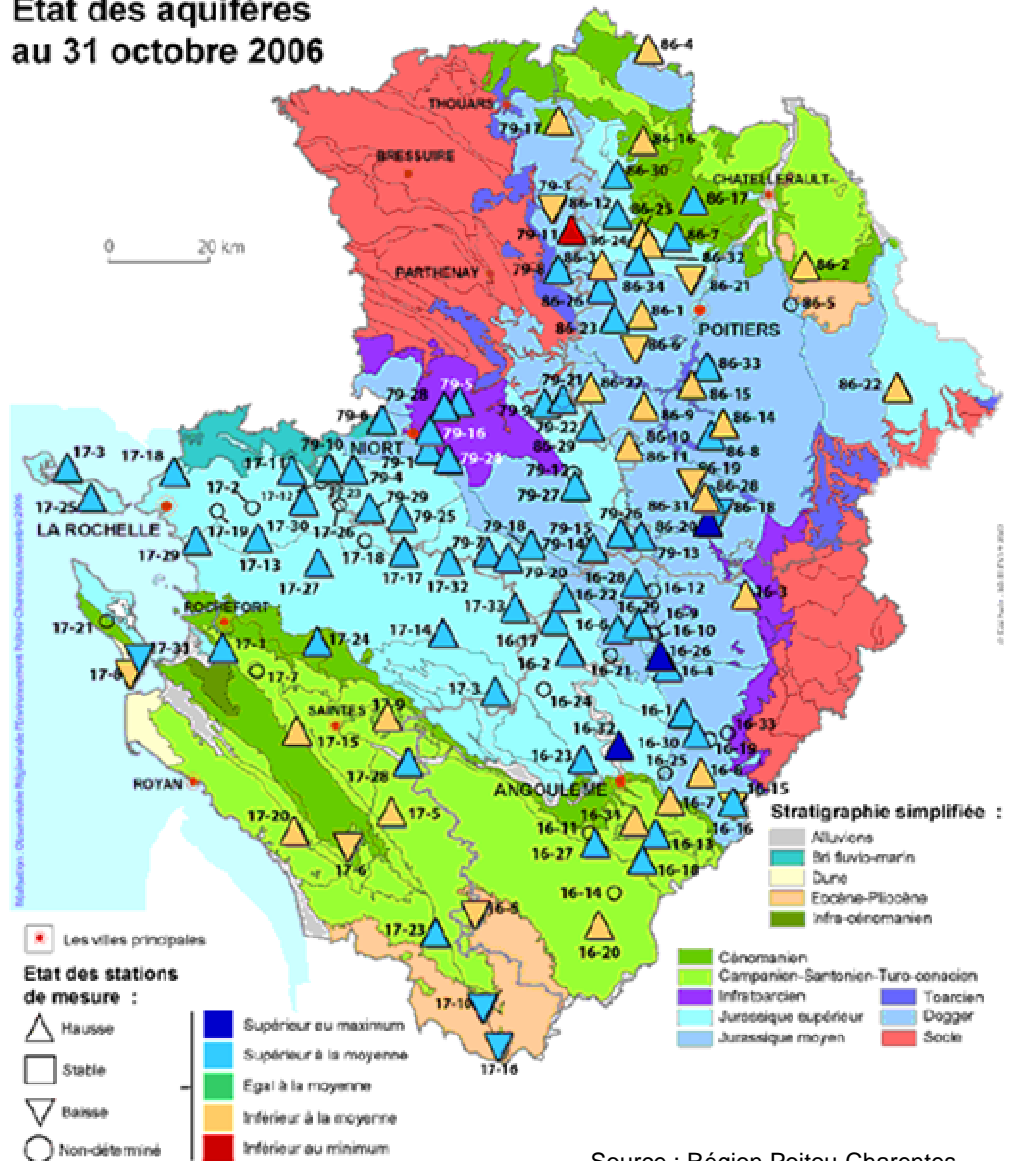 Etat des aquifères
au 31 octobre 2006
86-4
THOUARS
79-17
86-16
BRESSUIRE
86-30
CHATELLERAULT
79-3
86-12
86-25
86-17
79-11
86-24
86-7
0 20 km
86-3
86-32
86-2
PARTHENAY
79-8
86-34
86-21
86-26
86-5
86-1
86-23
POITIERS
86-6
86-33
79-5
79-21
86-22
86-15
86-22
79-28
79-9
86-9
86-14
79-6
79-22
79-16
86-10
86-8
NIORT
79-10
86-29
86-11
17-3
17-18
17-11
79-1
79-4
79-12
86-19
17-2
17-12
79-29
79-27
86-28
17-25
79-25
86-31
86-18
LA ROCHELLE
17-19
17-30
17-26
79-18
79-15
79-26
86-20
17-29
17-13
17-18
79-14
79-13
17-17
79-20
17-27
17-32
16-28
16-12
16-3
ROCHEFORT
17-33
16-22
16-29
16-9
17-21
17-14
16-6
16-10
17-31
17-1
17-24
16-17
16-26
17-7
16-2
16-21
16-4
17-3
16-24
16-1
SAINTES
17-9
16-33
17-15
16-32
16-30
16-19
17-28
16-23
16-25
16-6
ROYAN
ANGOULEME
16-15
17-20
17-5
16-31
16-7
16-11
16-16
17-6
16-27
16-13
16-18
16-14
17-23
16-5
16-20
17-10
17-16
Stratigraphie simplifiée :
Alluvions
Bri fluvio-marin
Dune
Eocène-Pliocène
Infra-cénomanien
Cénomanien
Campanien-Santonien-Turo-conacien
Infratoarcien
Toarcien
Jurassique supérieur
Dogger
Jurassique moyen
Socle
Les villes principales
Etat des stations
de mesure :
Hausse
Stable
Baisse
Non-déterminé
Supérieur au maximum
Supérieur à la moyenne
Egal à la moyenne
Inférieur à la moyenne
Inférieur au minimum
Réalisation : Observatoire Régional de l'Environnement Poitou-Charentes, novembre 2006
Source : Région Poitou-Charentes